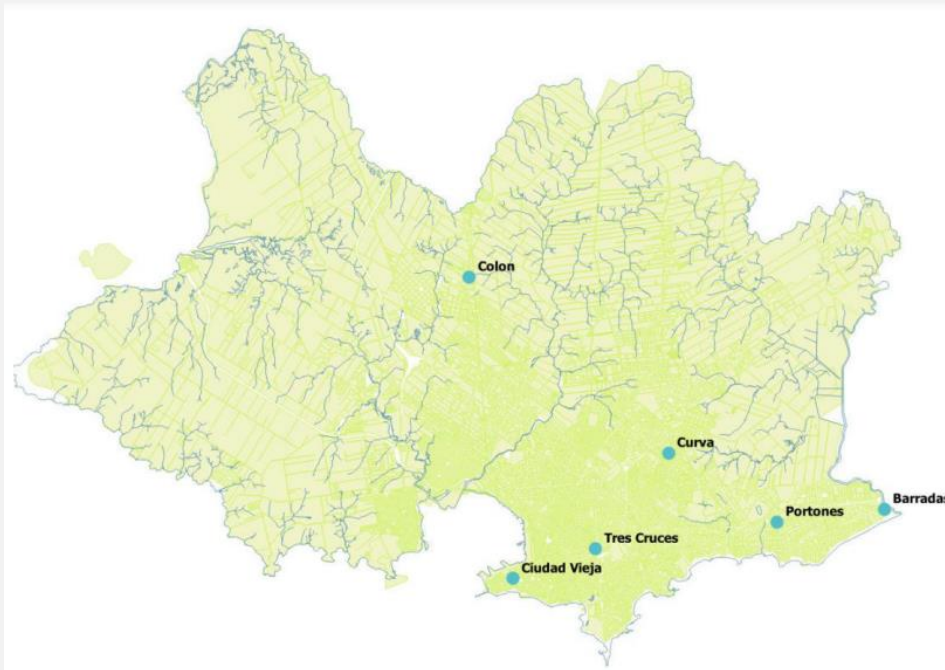 Colon
Curva
Barradas
Portones
Tres Cruces
Ciudad Vieja